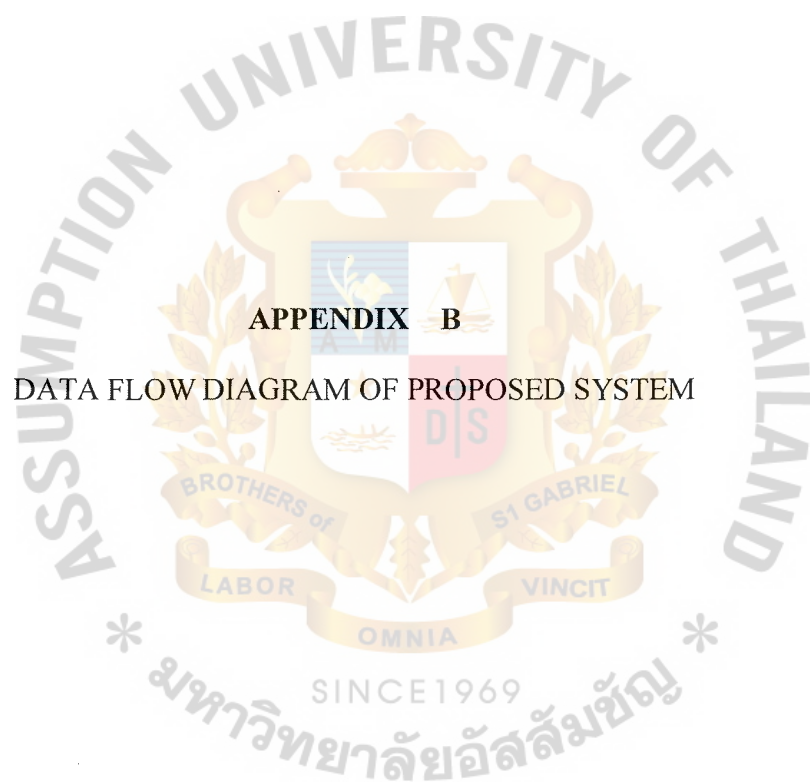 ASSUMPTION UNIVERSITY OF THAILAND
APPENDIX B
A M
DATA FLOW DIAGRAM OF PROPOSED SYSTEM
D S
BROTHERS of S1 GABRIEL
LABOR VINCIT
OMNIA
SINCE1969
* มหาวิทยาลัยอัสสัมชัญ *